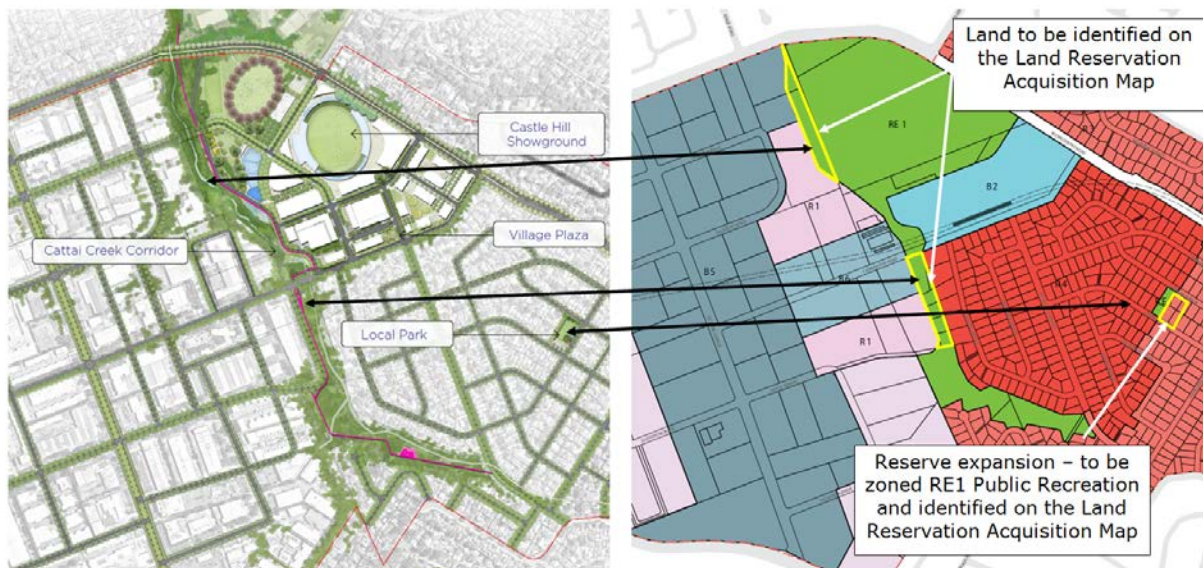 Castle Hill
Showground
Village Plaza
Cattai Creek Corridor
Local Park
Land to be identified on
the Land Reservation
Acquisition Map
RE 1
B2
R1
B5
R4
R1
Reserve expansion – to be
zoned RE1 Public Recreation
and identified on the Land
Reservation Acquisition Map